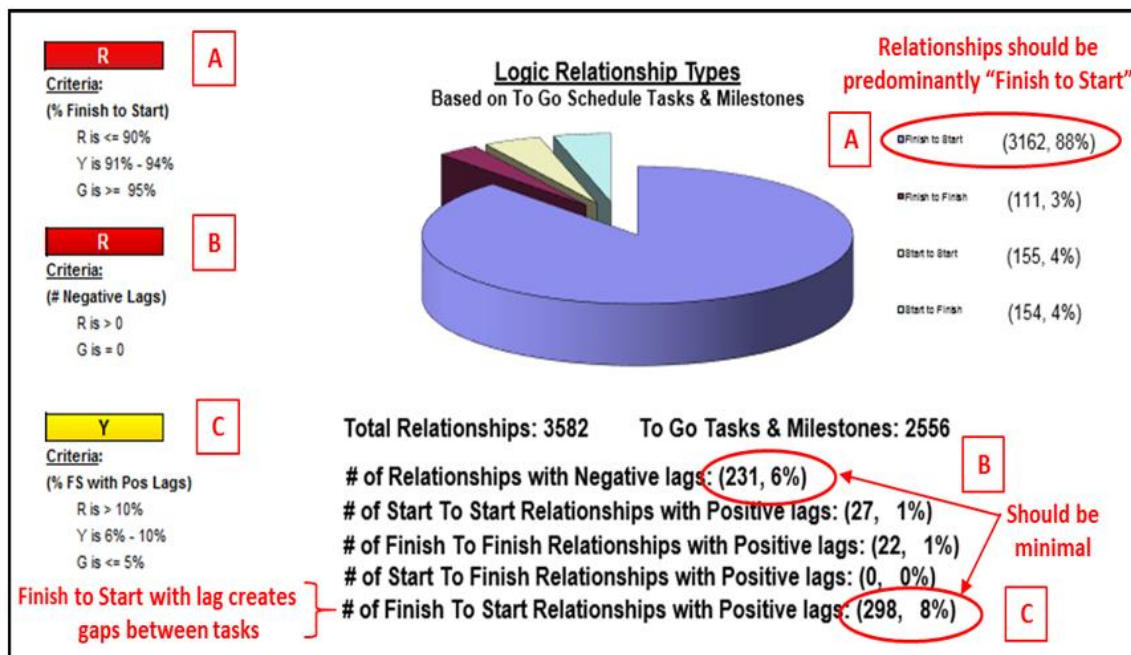 R
A
Criteria:
(% Finish to Start)
R is <= 90%
Y is 91% - 94%
G is >= 95%
R
B
Criteria:
(# Negative Lags)
R is > 0
G is = 0
Y
C
Criteria:
(% FS with Pos Lags)
R is > 10%
Y is 6% - 10%
G is <= 5%
Finish to Start with lag creates
gaps between tasks
Logic Relationship Types
Based on To Go Schedule Tasks & Milestones
Relationships should be
predominantly “Finish to Start”
A
Finish to Start (3162, 88%)
Finish to Finish (111, 3%)
Start to Start (155, 4%)
Start to Finish (154, 4%)
Total Relationships: 3582 To Go Tasks & Milestones: 2556
# of Relationships with Negative lags: (231, 6%)
# of Start To Start Relationships with Positive lags: (27, 1%)
# of Finish To Finish Relationships with Positive lags: (22, 1%)
# of Start To Finish Relationships with Positive lags: (0, 0%)
# of Finish To Start Relationships with Positive lags: (298, 8%)
B
Should be
minimal
C